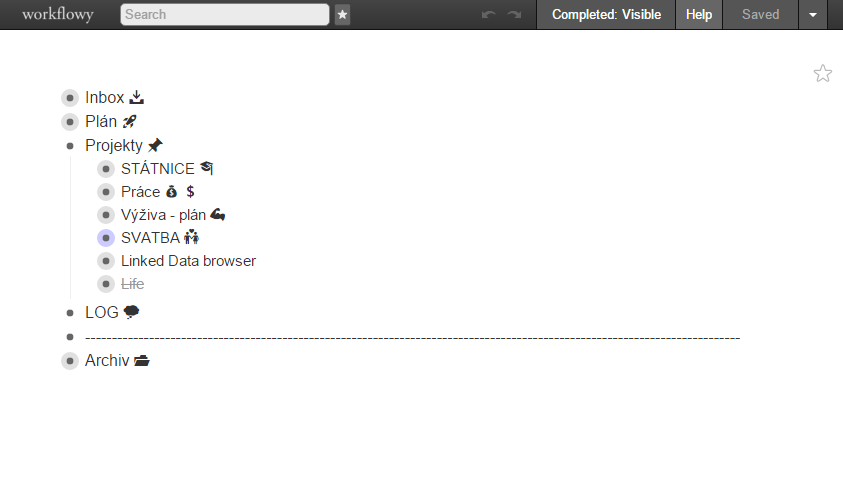 workflowy Search Completed: Visible Help Saved
Inbox
Plán
Projekty
STÁTNICE
Práce $
Výživa - plán
SVATBA
Linked Data browser
Life
LOG
--------------------------------------------------------------------------------------------------------------------------
Archiv